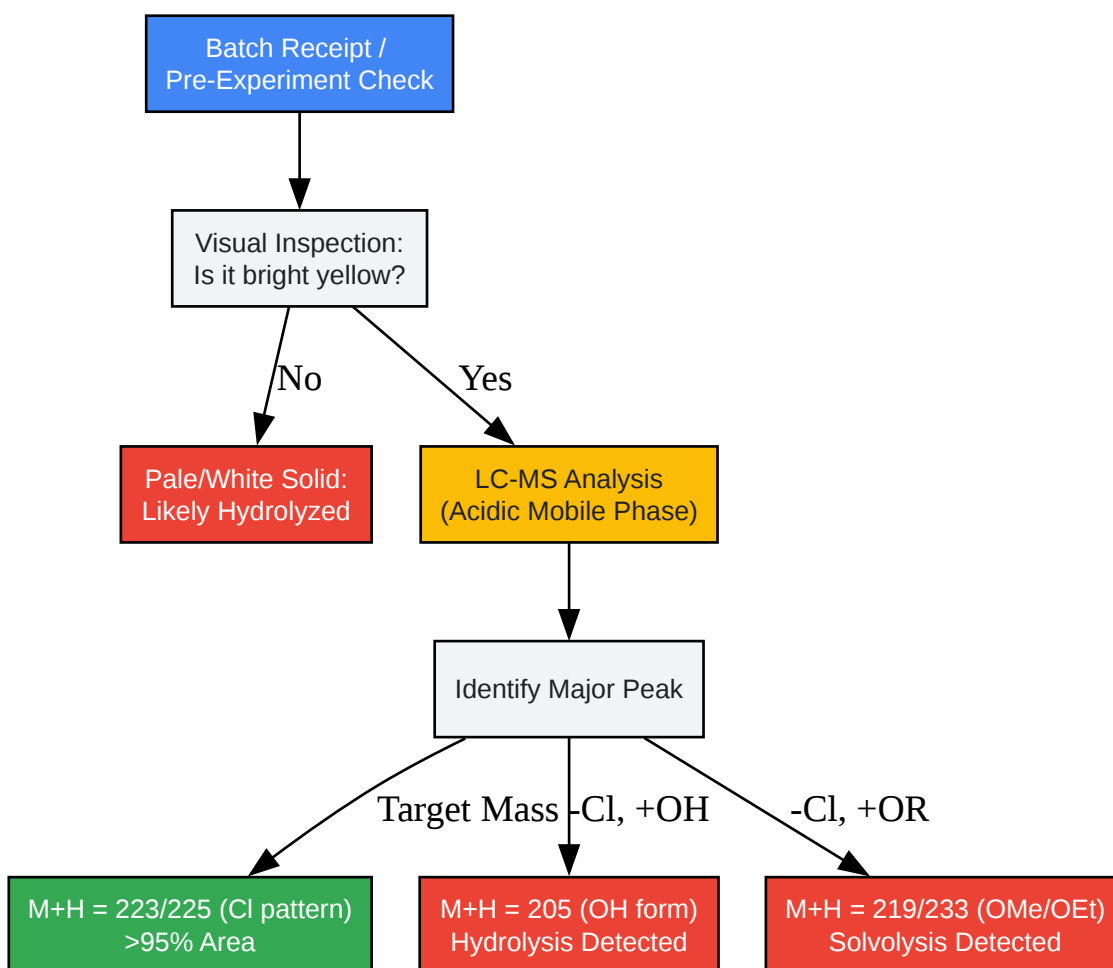 Batch Receipt /
Pre-Experiment Check
Visual Inspection:
Is it bright yellow?
No
Yes
Pale/White Solid:
Likely Hydrolyzed
LC-MS Analysis
(Acidic Mobile Phase)
Identify Major Peak
Target Mass
-Cl, +OH
-Cl, +OR
M+H = 223/225 (Cl pattern)
>95% Area
M+H = 205 (OH form)
Hydrolysis Detected
M+H = 219/233 (OMe/OEt)
Solvolysis Detected